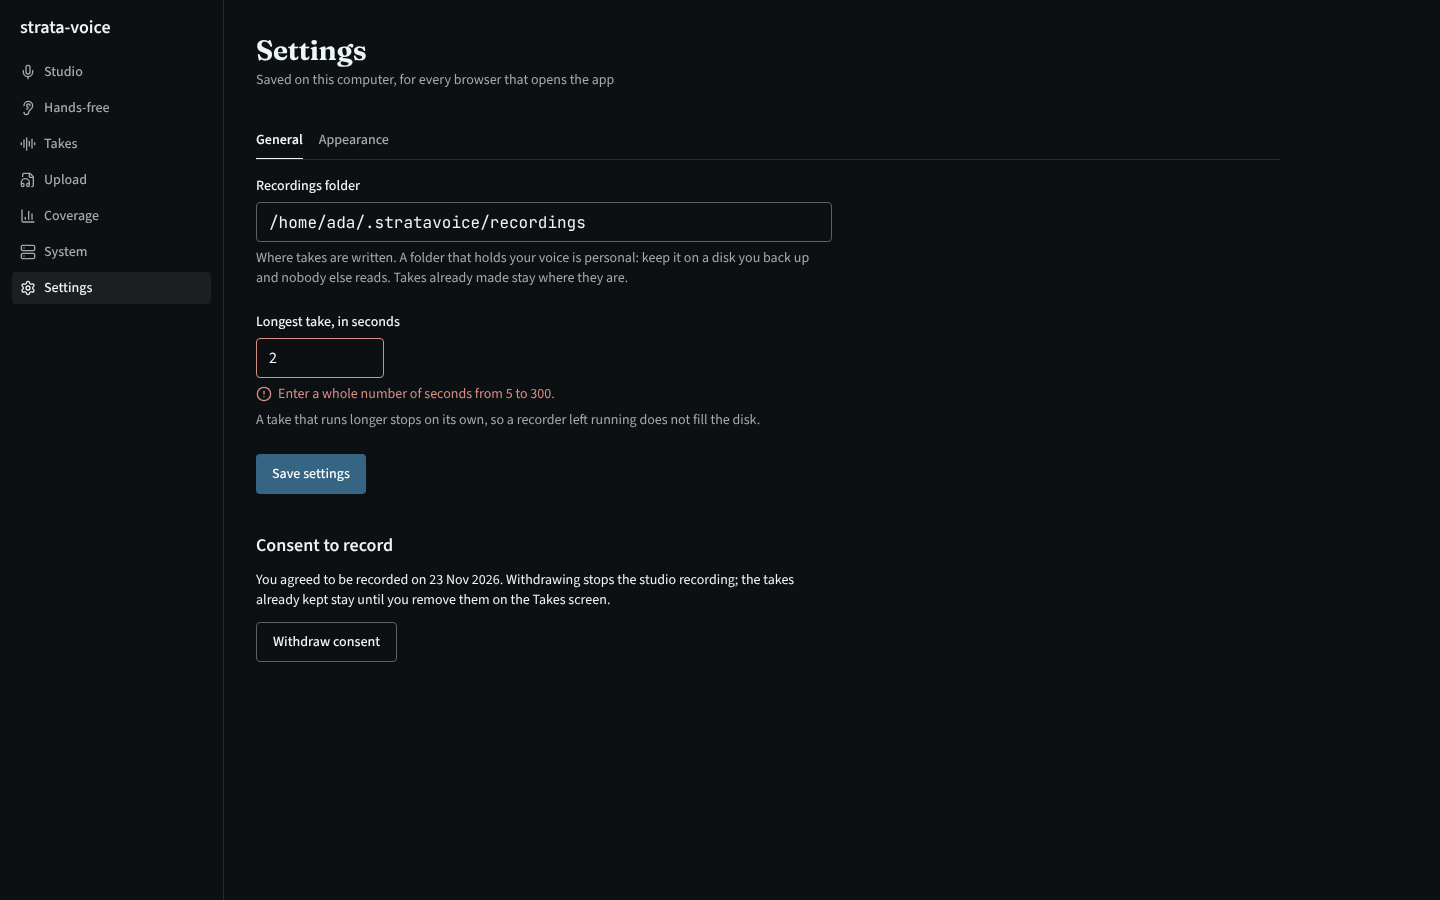 strata-voice
Studio
Hands-free
Takes
Upload
Coverage
System
Settings
Settings
Saved on this computer, for every browser that opens the app
General
Appearance
Recordings folder
/home/ada/.stratavoice/recordings
Where takes are written. A folder that holds your voice is personal: keep it on a disk you back up
and nobody else reads. Takes already made stay where they are.
Longest take, in seconds
2
Enter a whole number of seconds from 5 to 300.
A take that runs longer stops on its own, so a recorder left running does not fill the disk.
Save settings
Consent to record
You agreed to be recorded on 23 Nov 2026. Withdrawing stops the studio recording; the takes
already kept stay until you remove them on the Takes screen.
Withdraw consent